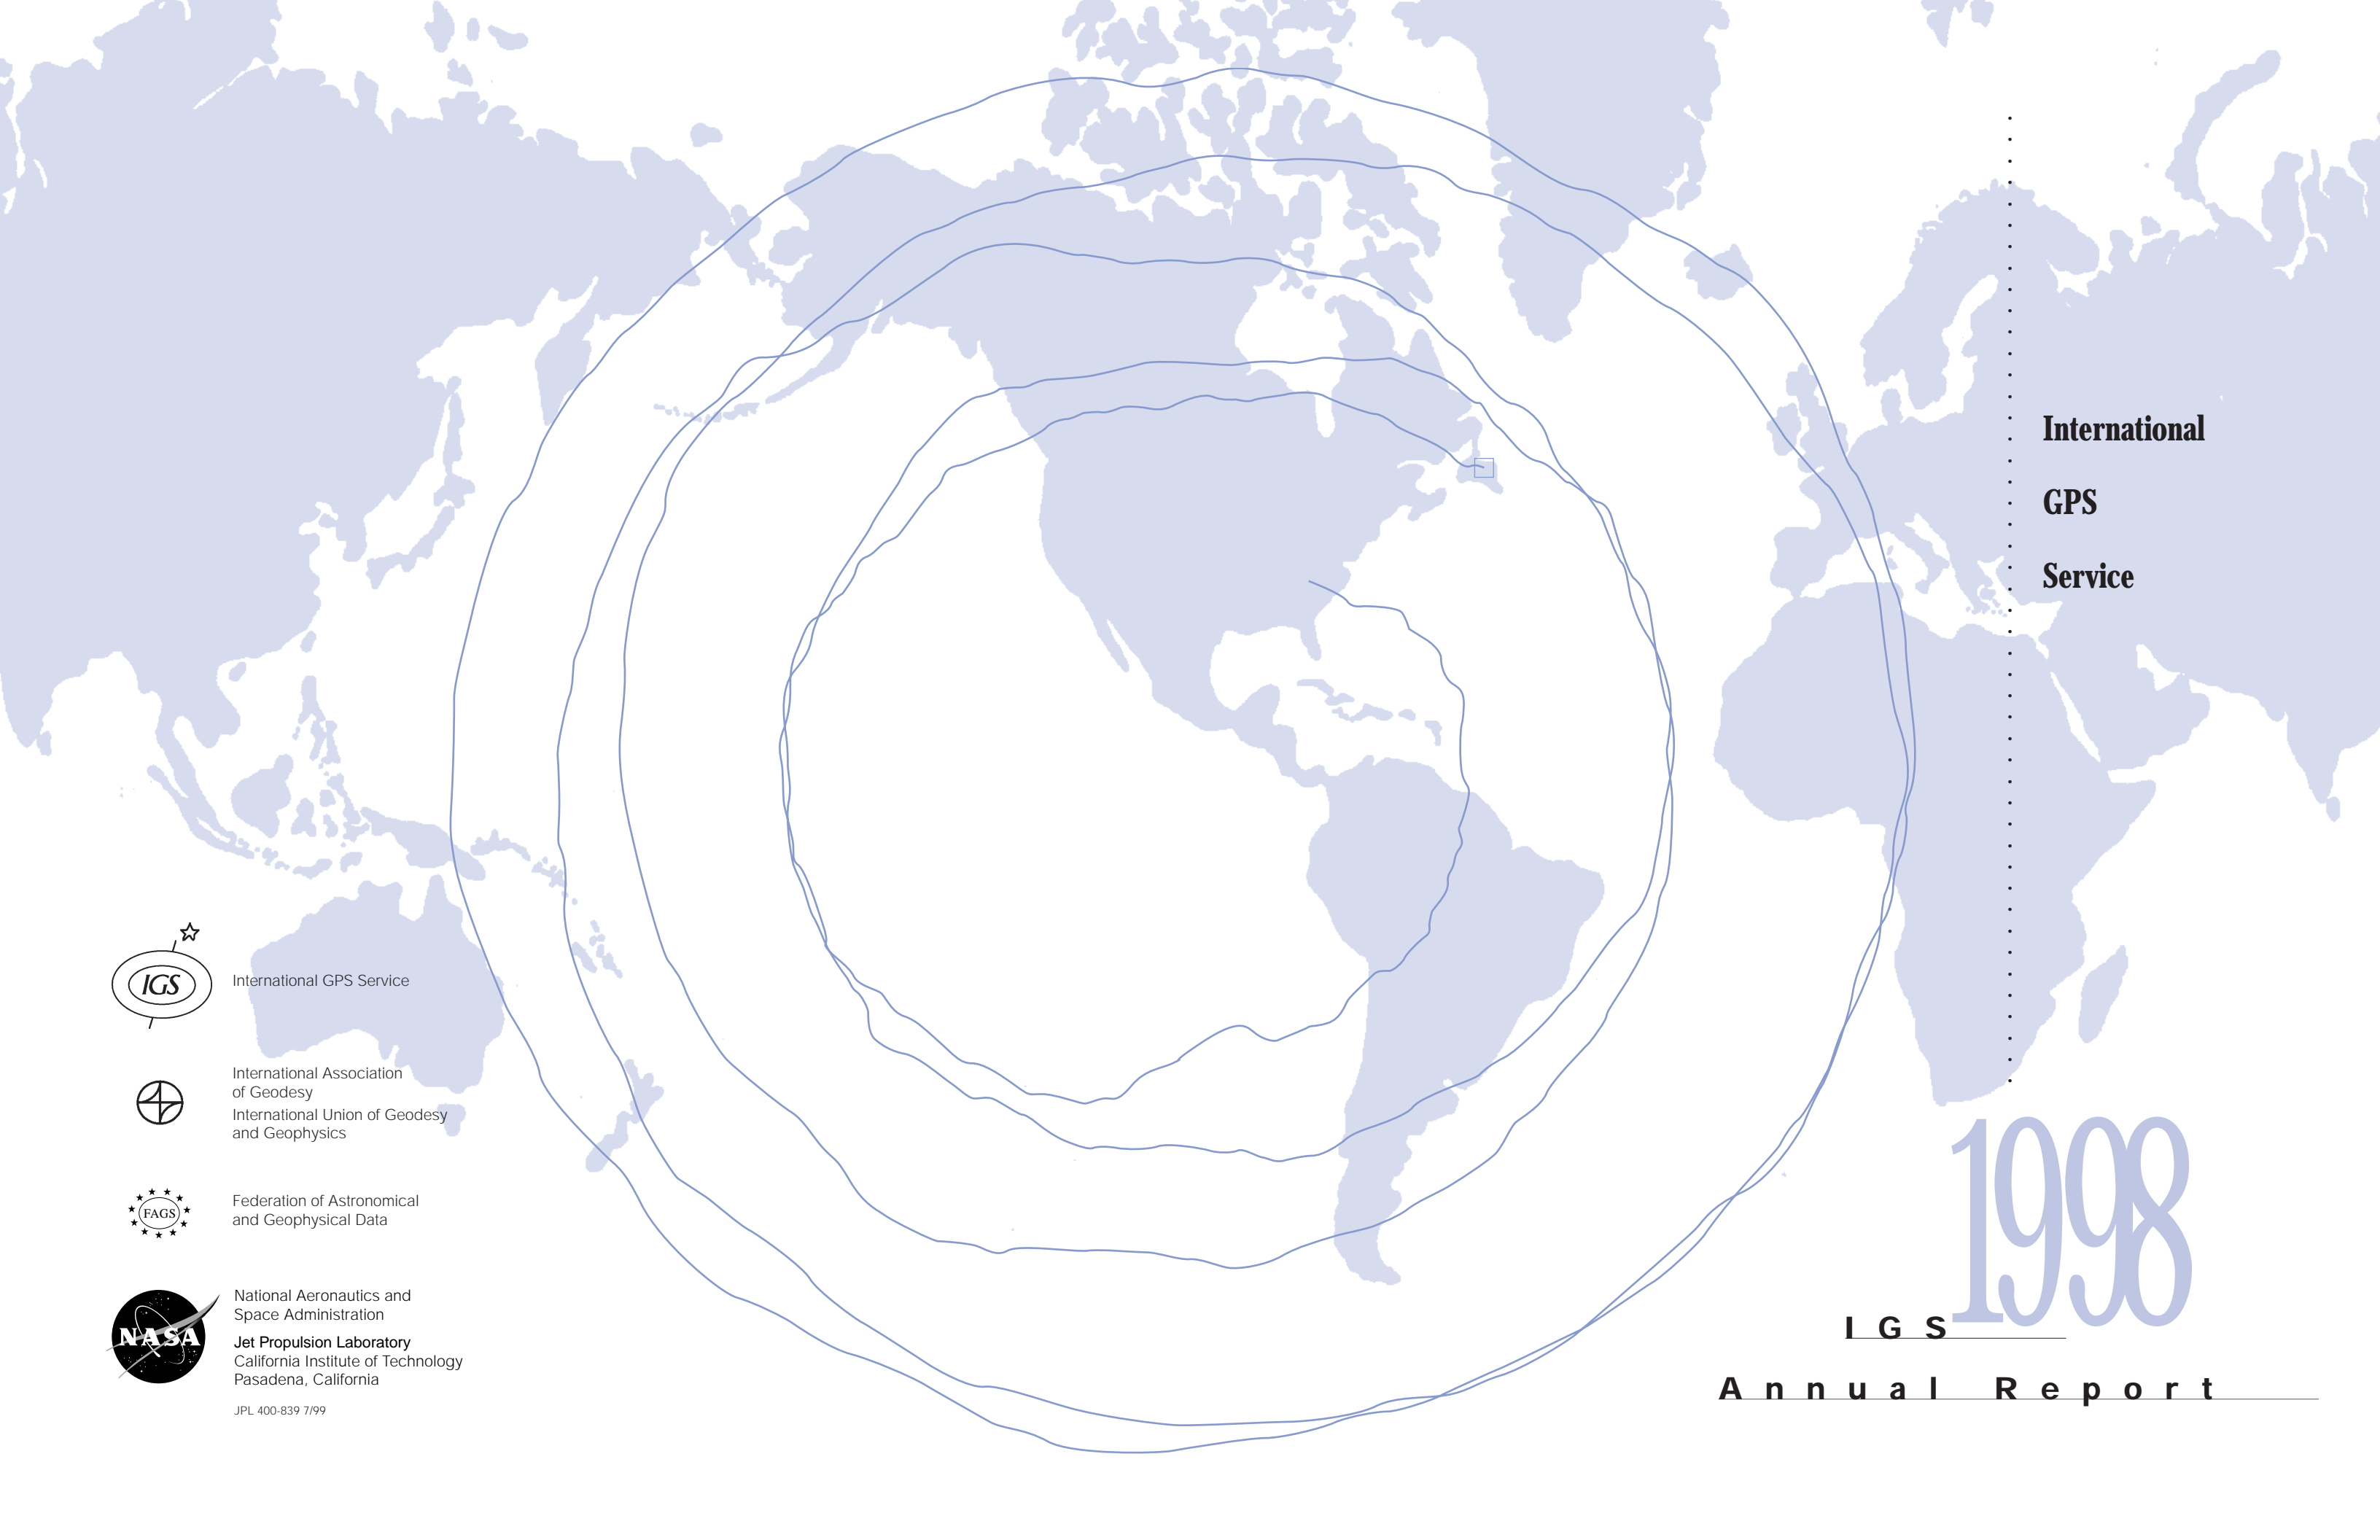 International
GPS
Service
IGS
International GPS Service
International Association
of Geodesy
International Union of Geodesy
and Geophysics
FAGS
Federation of Astronomical
and Geophysical Data
NASA
National Aeronautics and
Space Administration
Jet Propulsion Laboratory
California Institute of Technology
Pasadena, California
JPL 400-839 7/99
1998
IGS
Annual Report